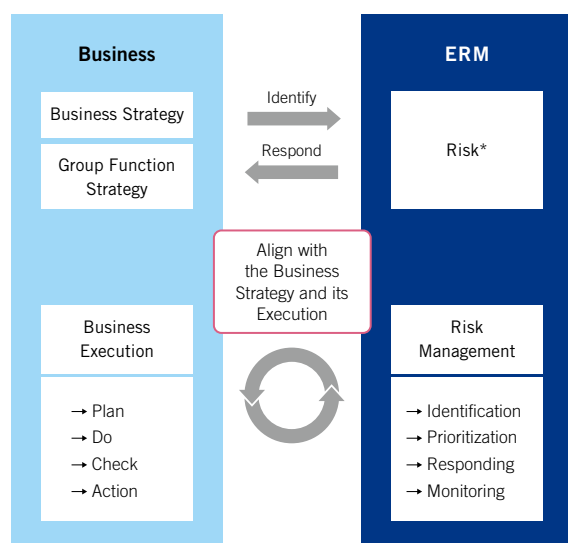 Business
ERM
Business Strategy
Group Function
Strategy
Identify
Respond
Risk*
Align with
the Business
Strategy and its
Execution
Business
Execution
→ Plan
→ Do
→ Check
→ Action
Risk
Management
→ Identification
→ Prioritization
→ Responding
→ Monitoring